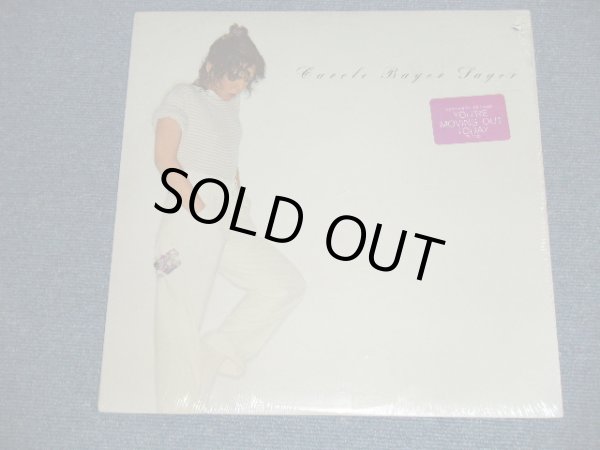 Carole Bayer Sager
YOU'RE
MOVING OUT
TODAY
SOLD OUT